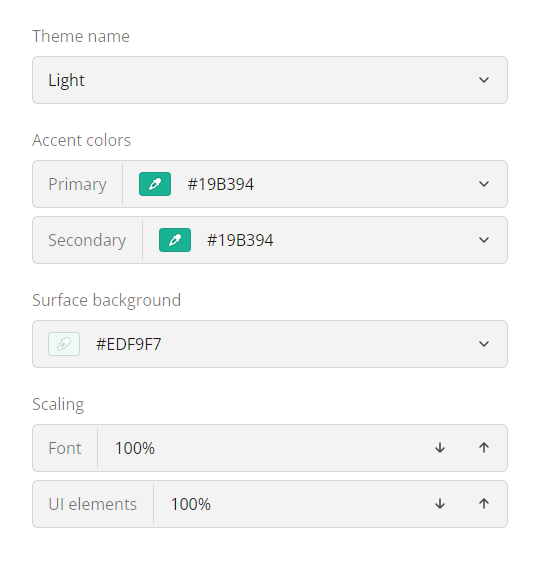 Theme name
Light
Accent colors
Primary #19B394
Secondary #19B394
Surface background
#EDF9F7
Scaling
Font 100%
UI elements 100%